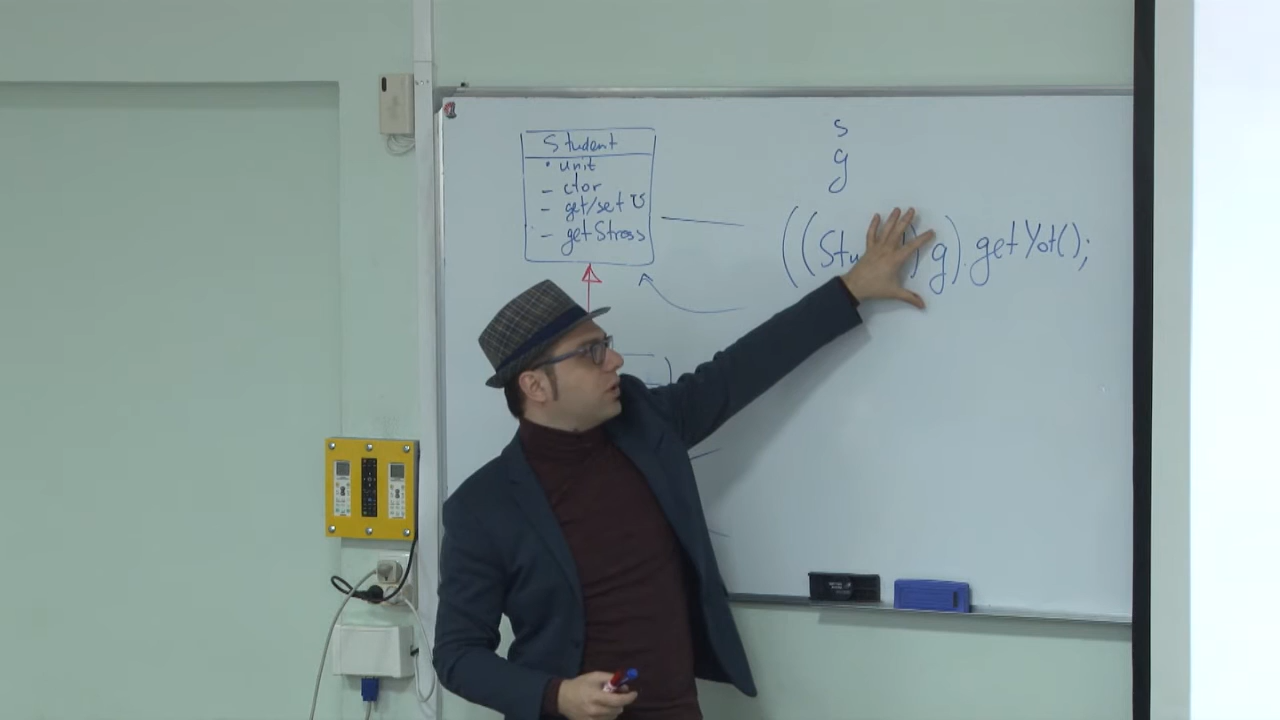 Student
• unit
- ctor
- get/set U
- getStress
s
g
((Stu ) g).getYot();